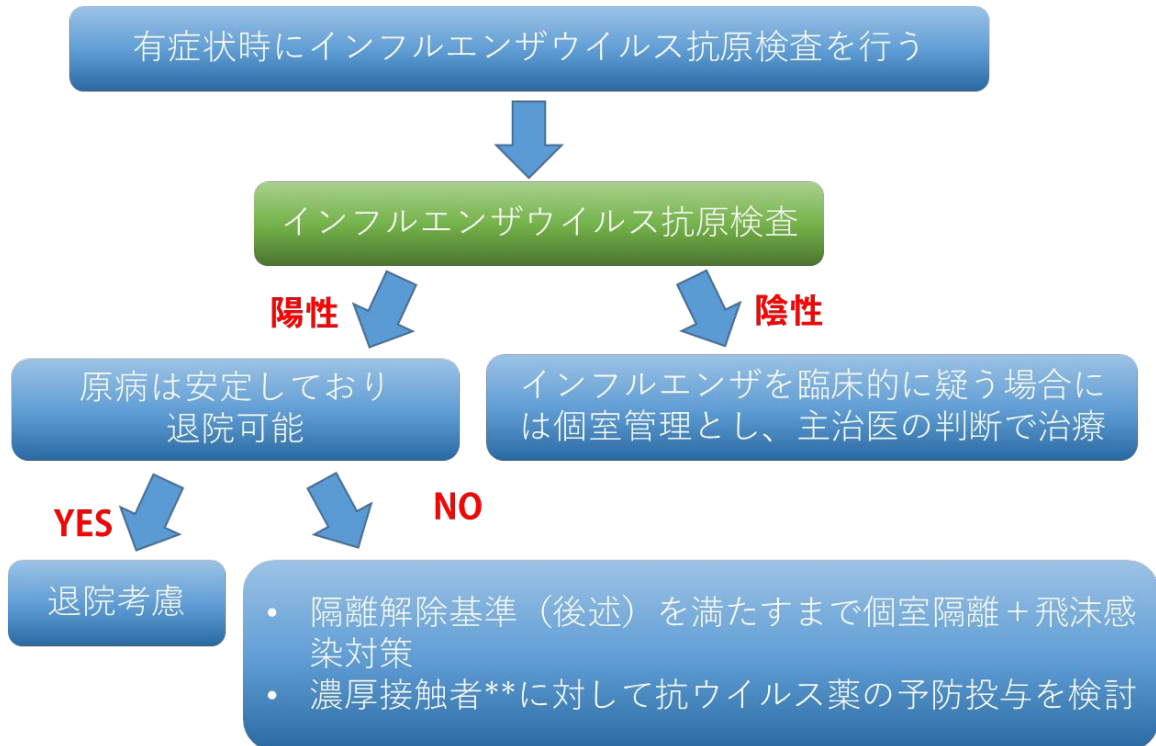 有症状時にインフルエンザウイルス抗原検査を行う
インフルエンザウイルス抗原検査
陽性
陰性
原病は安定しており
退院可能
インフルエンザを臨床的に疑う場合に
は個室管理とし、主治医の判断で治療
YES
NO
退院考慮
• 隔離解除基準（後述）を満たすまで個室隔離＋飛沫感
染対策
• 濃厚接触者**に対して抗ウイルス薬の予防投与を検討